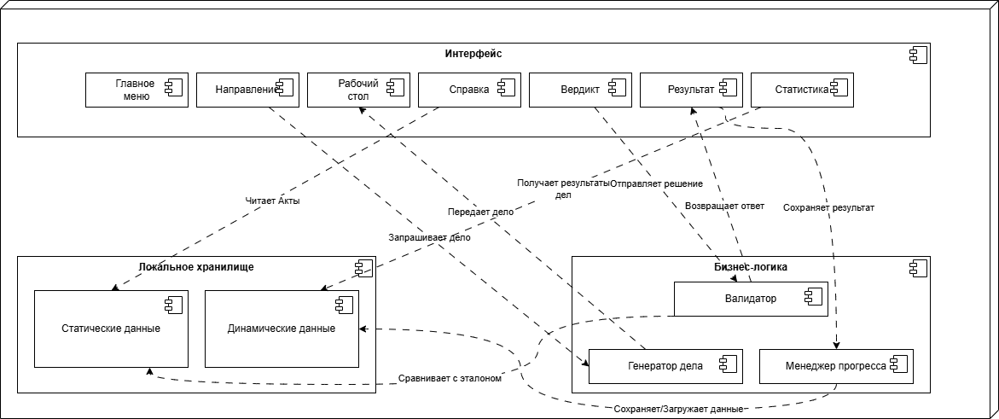 Интерфейс
Главное
меню
Направление
Рабочий
стол
Справка
Вердикт
Результат
Статистика
Получает результаты
дел
Отправляет решение
Читает Акты
Передает дело
Возвращает ответ
Сохраняет результат
Запрашивает дело
Локальное хранилище
Бизнес-логика
Валидатор
Статические данные
Динамические данные
Генератор дела
Менеджер прогресса
Сравнивает с эталоном
Сохраняет/Загружает данные